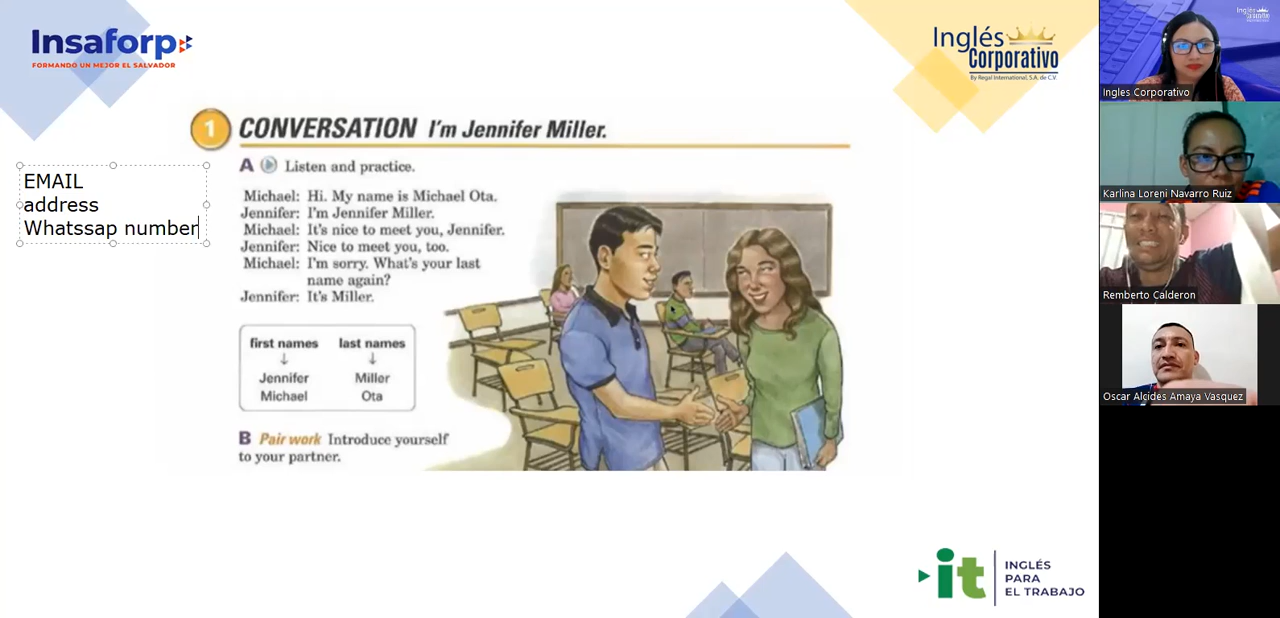 Insaforp
FORMANDO UN MEJOR EL SALVADOR
Inglés
Corporativo
By Regal International, S.A. de C.V.
1 CONVERSATION I'm Jennifer Miller.
A Listen and practice.
EMAIL
address
Whatssap number
Michael: Hi. My name is Michael Ota.
Jennifer: I'm Jennifer Miller.
Michael: It's nice to meet you, Jennifer.
Jennifer: Nice to meet you, too.
Michael: I'm sorry. What's your last
name again?
Jennifer: It's Miller.
first names last names
Jennifer Miller
Michael Ota
B Pair work Introduce yourself
to your partner.
it
INGLÉS
PARA
EL TRABAJO
Ingles Corporativo
Karlina Loreni Navarro Ruiz
Remberto Calderon
Oscar Alcides Amaya Vasquez